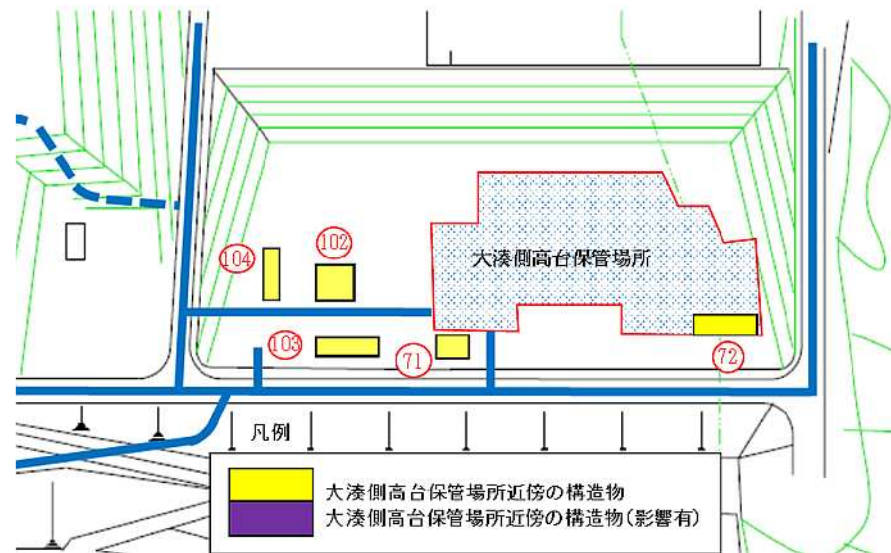 102
104
大湊側高台保管場所
103
71
72
凡例
大湊側高台保管場所近傍の構造物
大湊側高台保管場所近傍の構造物(影響有)